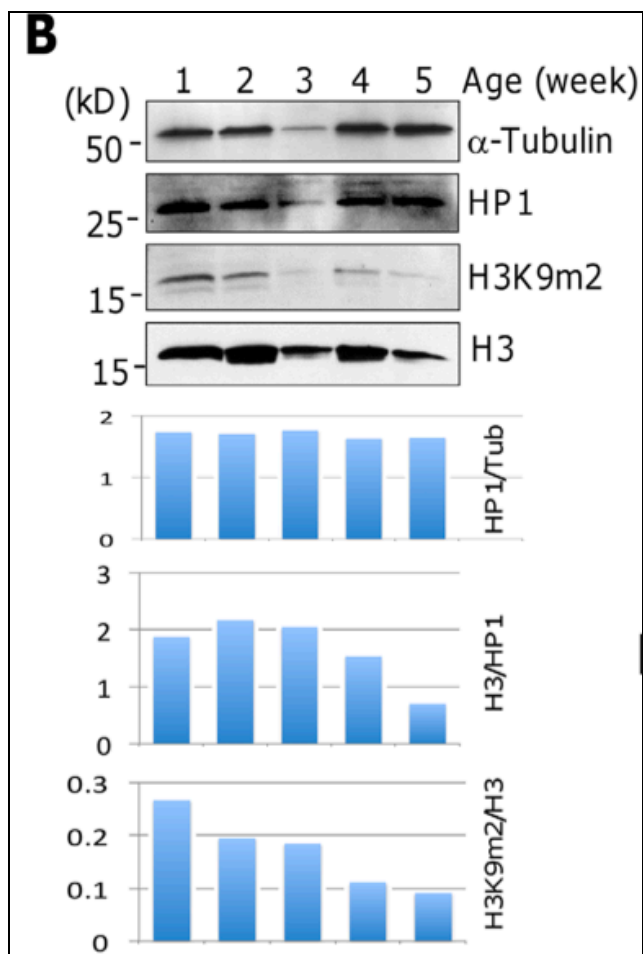 B
(kD) 1 2 3 4 5 Age (week)
50- α-Tubulin
25- HP1
15- H3K9m2
15- H3
2
1
0
HP1/Tub
3
2
1
0
H3/HP1
0.3
0.2
0.1
0
H3K9m2/H3